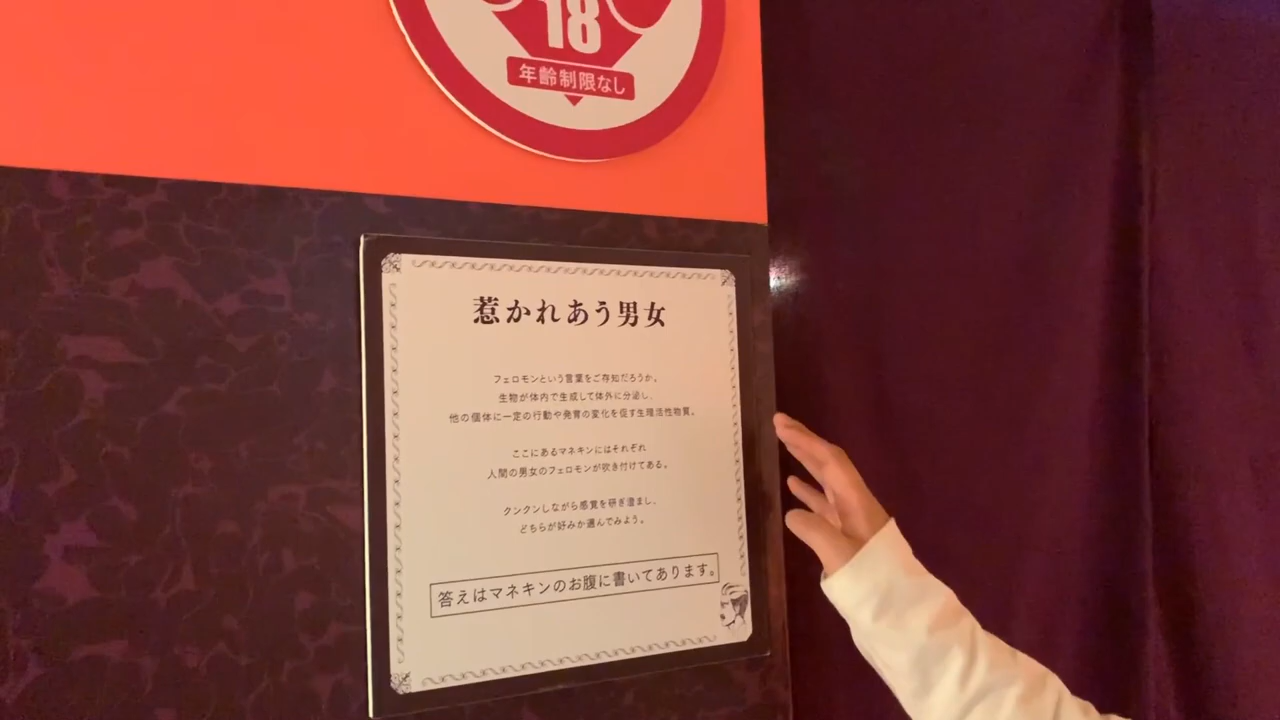 18
年齢制限なし
惹かれあう男女
フェロモンという言葉をご存知だろうか。
生物が体内で生成して体外に分泌し、
他の個体に一定の行動や発育の変化を促す生理活性物質。
ここにあるマネキンにはそれぞれ
人間の男女のフェロモンが吹き付けてある。
クンクンしながら感覚を研ぎ澄まし、
どちらが好みか選んでみよう。
答えはマネキンのお腹に書いてあります。